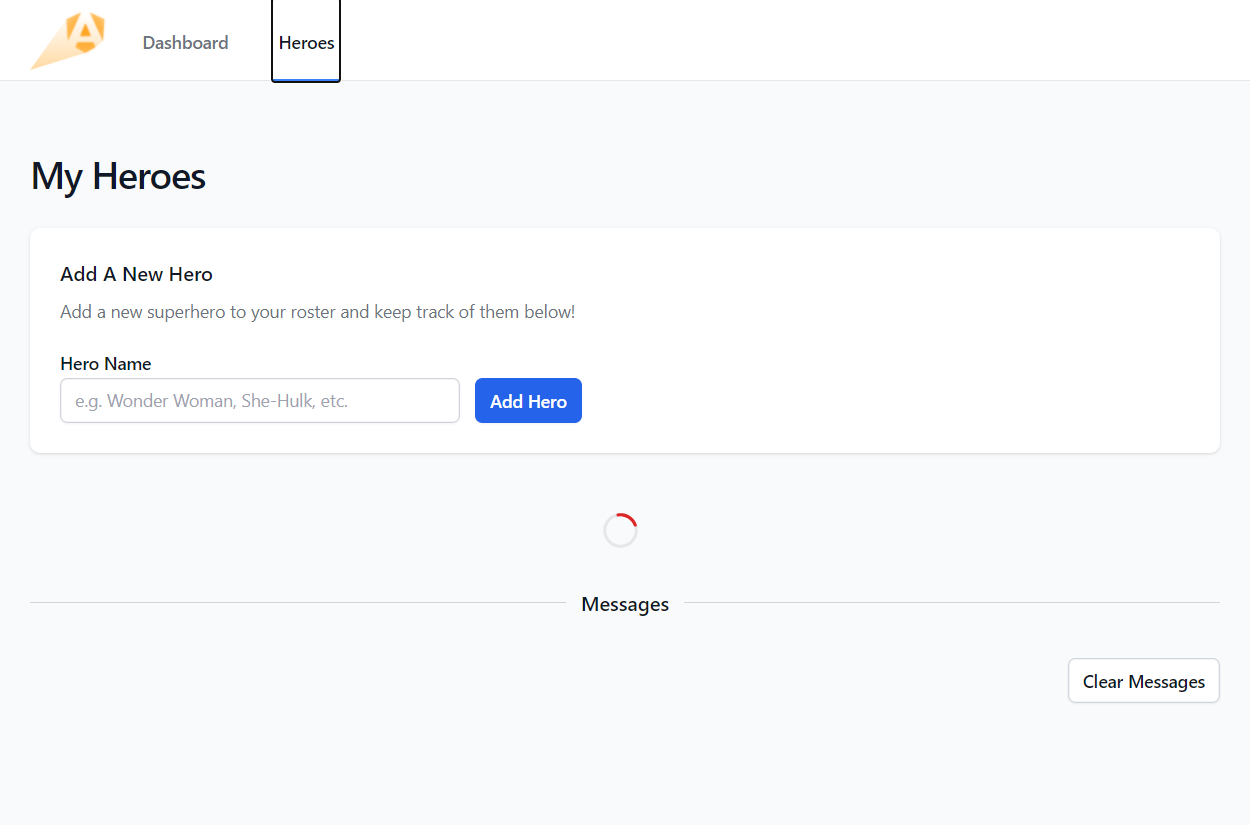 A
Dashboard
Heroes
My Heroes
Add A New Hero
Add a new superhero to your roster and keep track of them below!
Hero Name
e.g. Wonder Woman, She-Hulk, etc.
Add Hero
Messages
Clear Messages